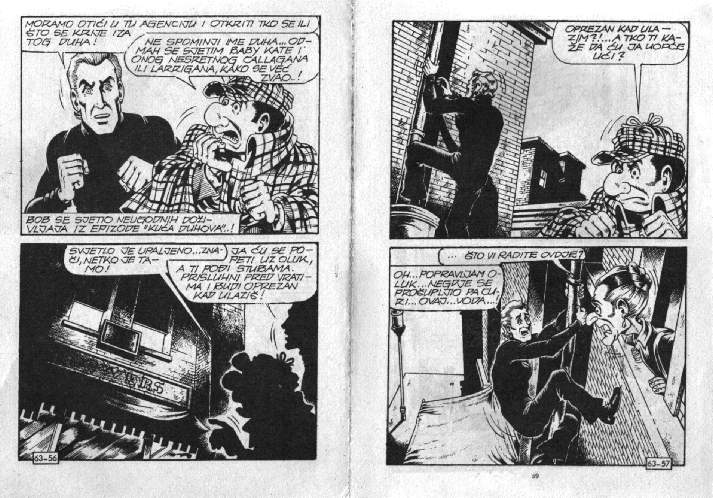 MORAMO OTIĆI U TU AGENCIJU I OTKRITI TKO SE ILI
ŠTO SE KRIJE IZA
TOG DUHA!
NE SPOMINJI IME DUHA...OD-
MAH SE SJETIM BABY KATE I
ONOG NESRETNOG CALLAGANA
ILI LARRIGANA, KAKO SE VEĆ
ZVAO..!
BOB SE SJETIO NEUGODNIH DOŽI-
VLJAJA IZ EPIZODE "KUĆA DUHOVA"..!
SVJETLO JE UPALJENO...ZNA-
ČI, NETKO JE TA-
MO!
JA ĆU SE PO-
PETI UZ OLUK,
A TI POĐI STUBAMA.
PRISLUHNI PRED VRATI-
MA I BUDI OPREZAN
KAD ULAZIŠ!
63-56
OPREZAN KAD ULA-
ZIM?!...A TKO TI KA-
ŽE DA ĆU JA UOPĆE
UĆI?
... ŠTO VI RADITE OVDJE?
OH...POPRAVLJAM O-
LUK...NEGDJE SE
PROČUPLJIO PA CU-
RI...OVAJ...VODA...!
63-57